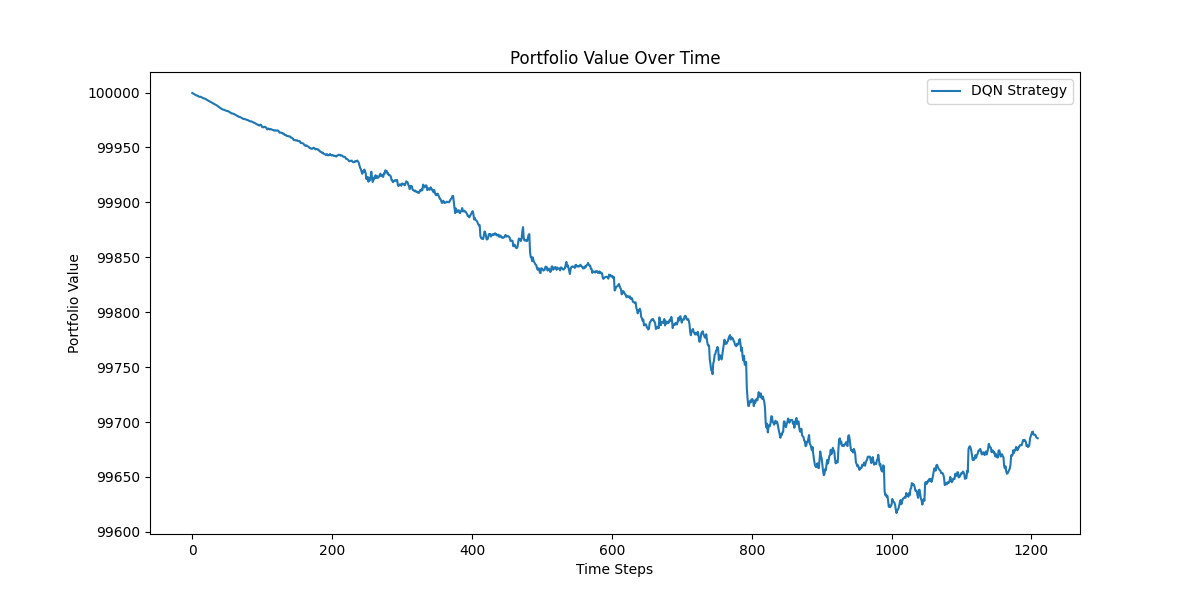 Portfolio Value Over Time
DQN Strategy
Portfolio Value
100000
99950
99900
99850
99800
99750
99700
99650
99600
0 200 400 600 800 1000 1200
Time Steps